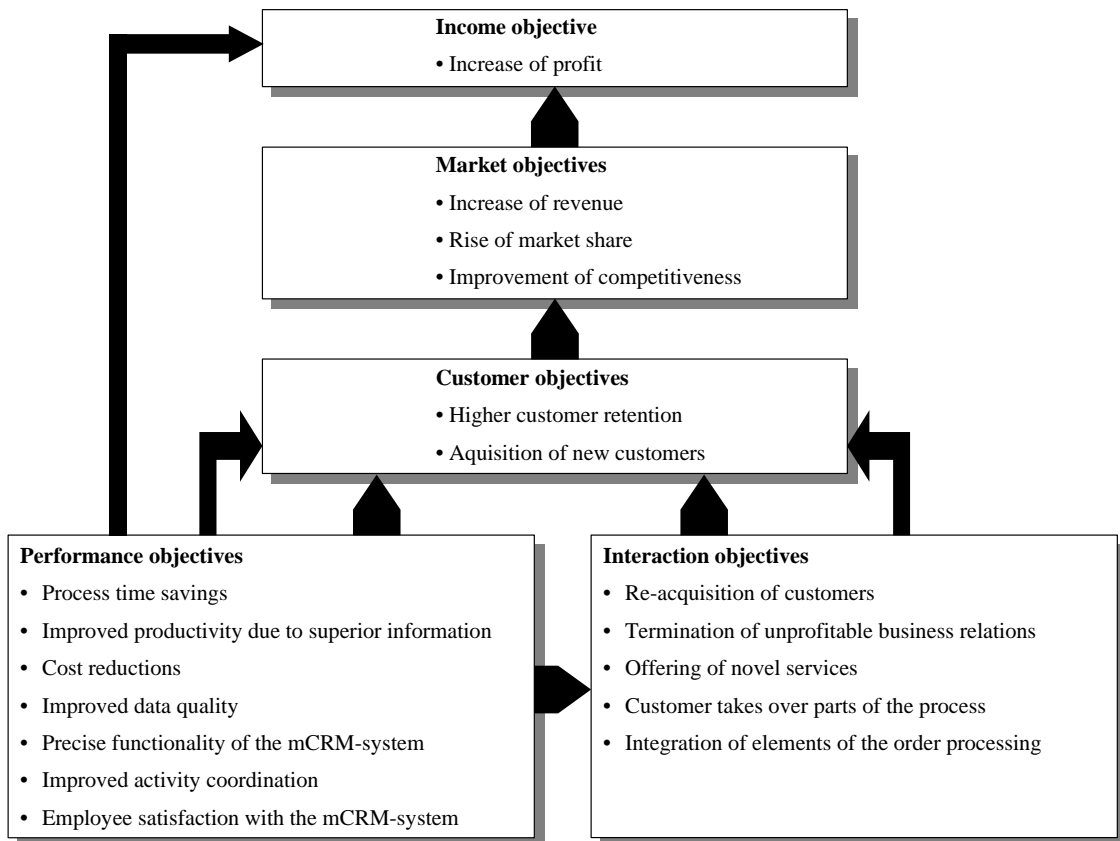 Income objective
• Increase of profit
Market objectives
• Increase of revenue
• Rise of market share
• Improvement of competitiveness
Customer objectives
• Higher customer retention
• Aquisition of new customers
Performance objectives
• Process time savings
• Improved productivity due to superior information
• Cost reductions
• Improved data quality
• Precise functionality of the mCRM-system
• Improved activity coordination
• Employee satisfaction with the mCRM-system
Interaction objectives
• Re-acquisition of customers
• Termination of unprofitable business relations
• Offering of novel services
• Customer takes over parts of the process
• Integration of elements of the order processing